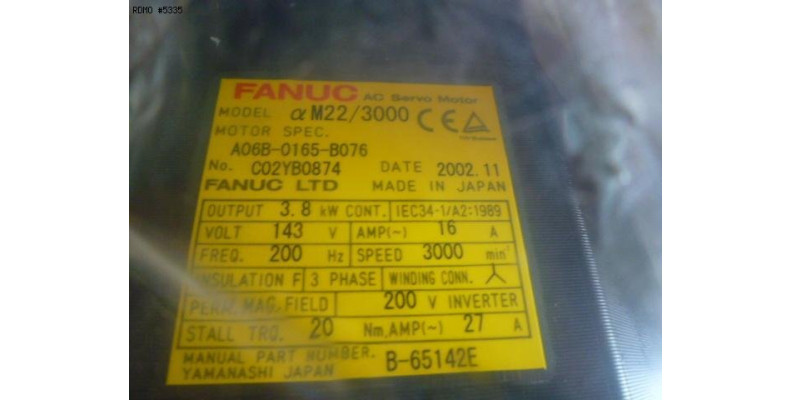 RDMO #5335
FANUC AC Servo Motor
MODEL αM22/3000 CE
MOTOR SPEC.
A06B-0165-B076
No. C02YB0874 DATE 2002.11
FANUC LTD MADE IN JAPAN
OUTPUT 3.8 kW CONT. IEC34-1/A2:1989
VOLT 143 V AMP(~) 16 A
FREQ. 200 Hz SPEED 3000 min⁻¹
INSULATION F 3 PHASE WINDING CONN.
PERM.MAG.FIELD 200 V INVERTER
STALL TRQ. 20 Nm,AMP(~) 27 A
MANUAL PART NUMBER. B-65142E
YAMANASHI JAPAN